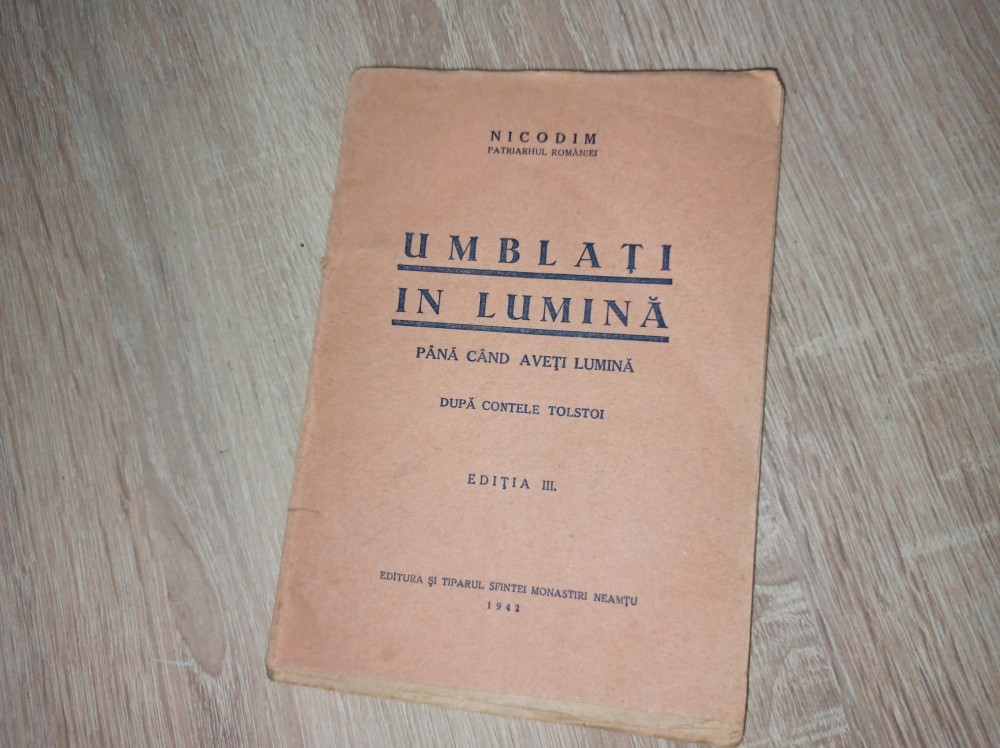 NICODIM
PATRIARHUL ROMÂNIEI
UMBLAȚI
IN LUMINĂ
PÂNĂ CÂND AVEȚI LUMINĂ
DUPĂ CONTELE TOLSTOI
EDIȚIA III.
EDITURA ȘI TIPARUL SFINTEI MONASTIRI NEAMȚU
1942